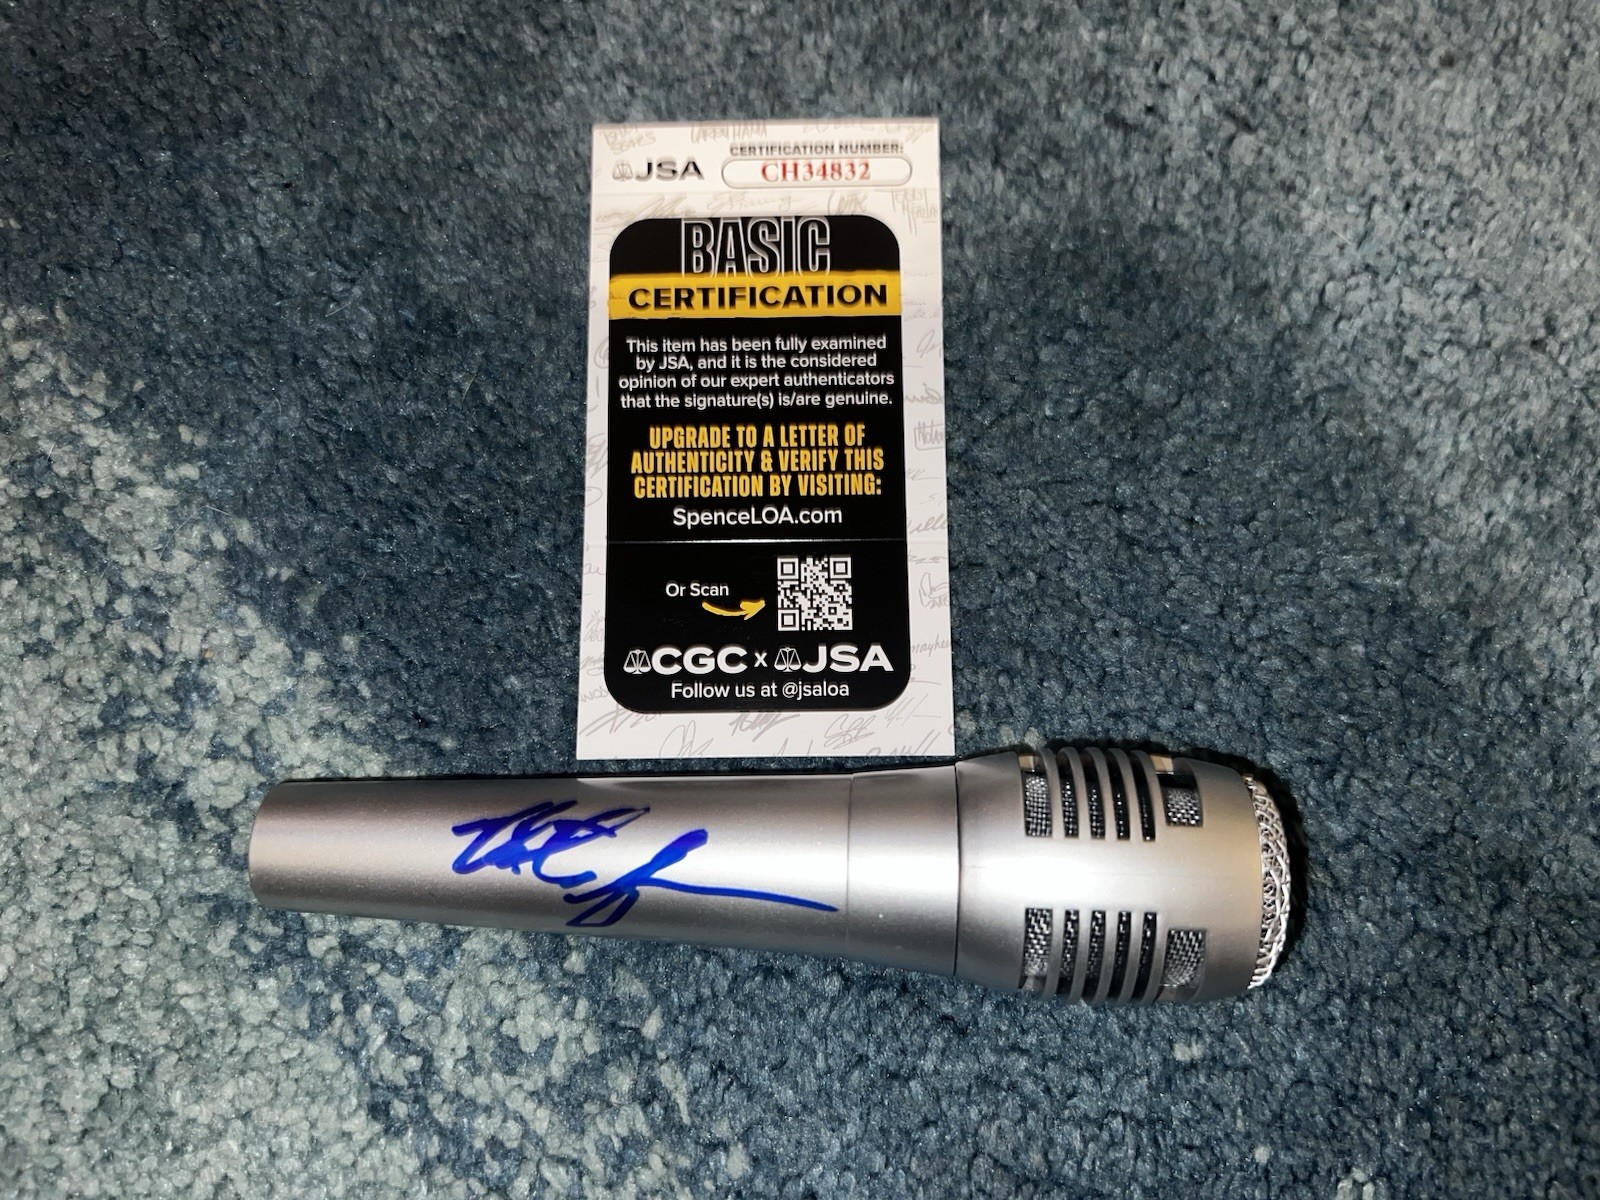 JSA
CERTIFICATION NUMBER:
CH34832
BASIC
CERTIFICATION
This item has been fully examined
by JSA, and it is the considered
opinion of our expert authenticators
that the signature(s) is/are genuine.
UPGRADE TO A LETTER OF
AUTHENTICITY & VERIFY THIS
CERTIFICATION BY VISITING:
SpenceLOA.com
Or Scan
CGC x JSA
Follow us at @jsaloa